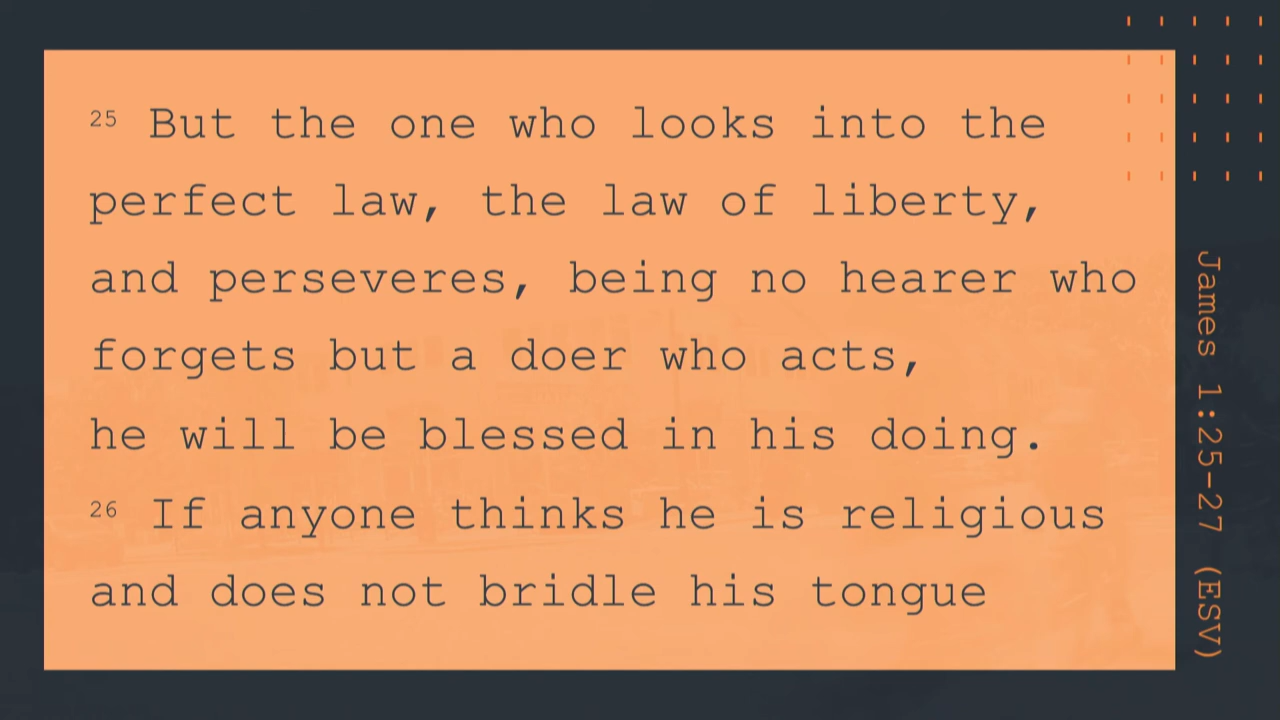 25 But the one who looks into the
perfect law, the law of liberty,
and perseveres, being no hearer who
forgets but a doer who acts,
he will be blessed in his doing.
26 If anyone thinks he is religious
and does not bridle his tongue
James 1:25-27 (ESV)